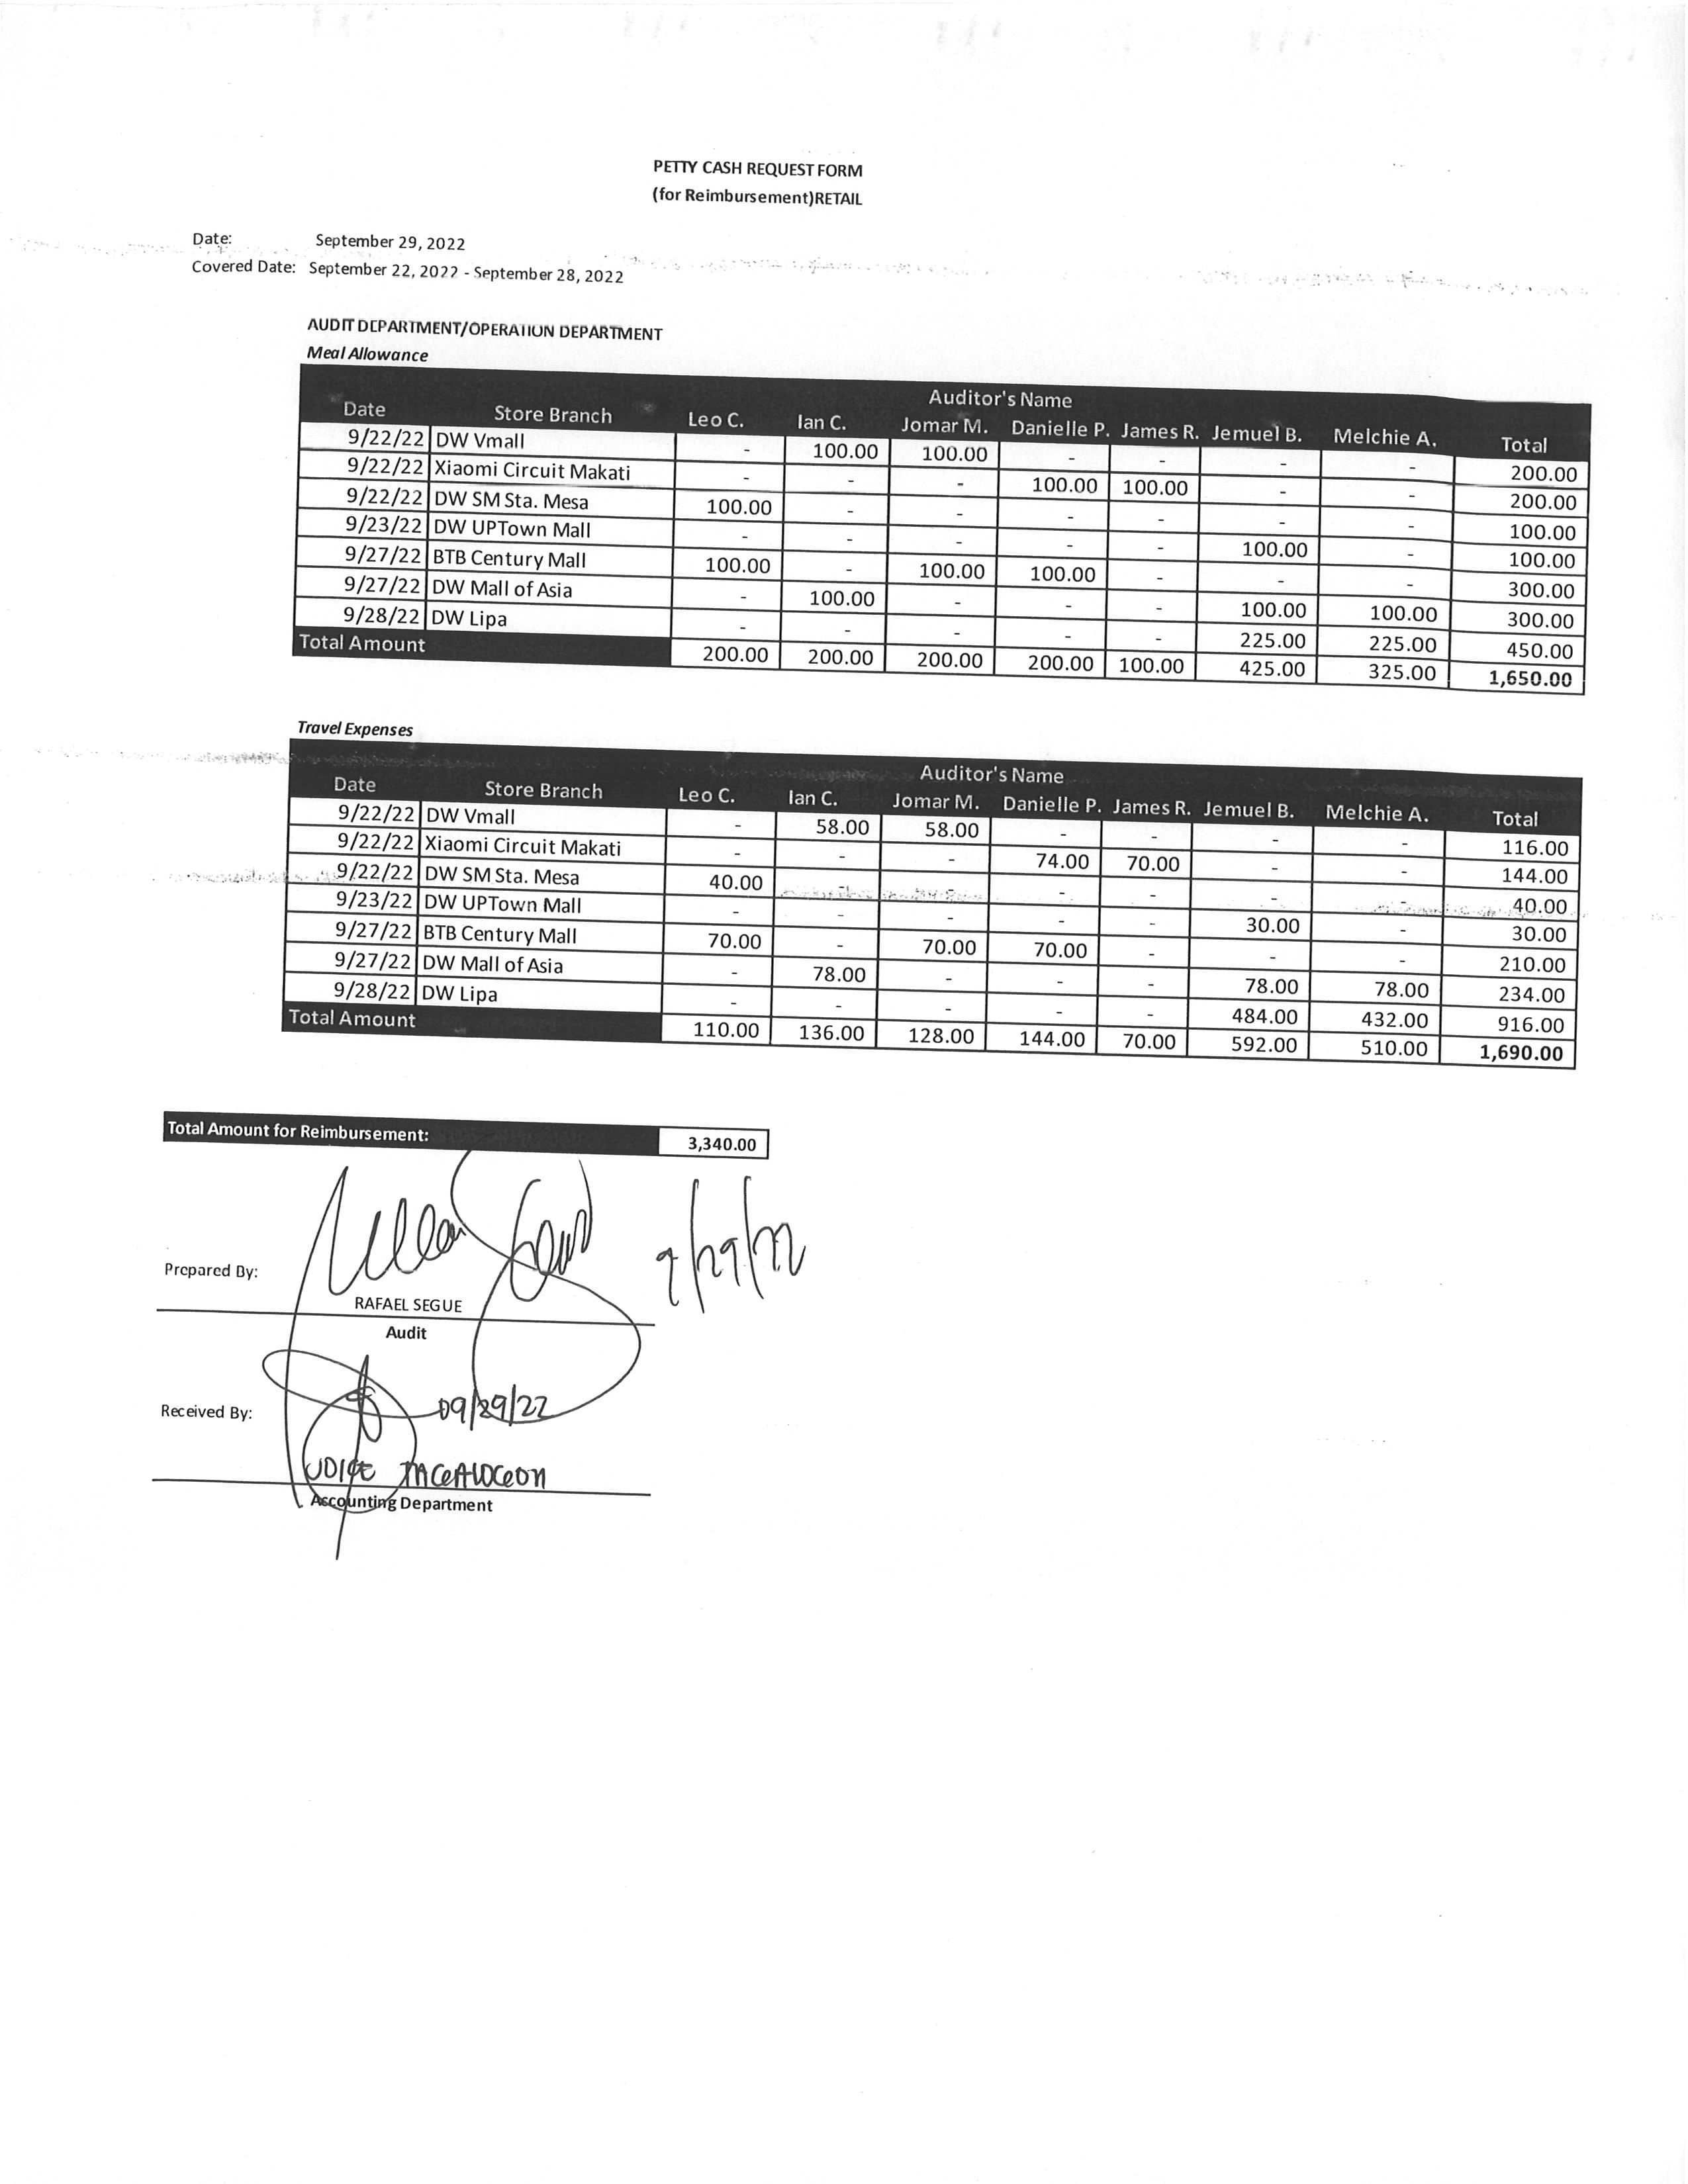 PETTY CASH REQUEST FORM
(for Reimbursement)RETAIL
Date: September 29, 2022
Covered Date: September 22, 2022 - September 28, 2022
AUDIT DEPARTMENT/OPERATION DEPARTMENT
Meal Allowance
Auditor's Name
Date Store Branch Leo C. Ian C. Jomar M. Danielle P. James R. Jemuel B. Melchie A. Total
9/22/22 DW Vmall - 100.00 100.00 - - - - 200.00
9/22/22 Xiaomi Circuit Makati - - - 100.00 100.00 - - 200.00
9/22/22 DW SM Sta. Mesa 100.00 - - - - - - 100.00
9/23/22 DW UPTown Mall - - - - - 100.00 - 100.00
9/27/22 BTB Century Mall 100.00 - 100.00 100.00 - - - 300.00
9/27/22 DW Mall of Asia - 100.00 - - - 100.00 100.00 300.00
9/28/22 DW Lipa - - - - - 225.00 225.00 450.00
Total Amount 200.00 200.00 200.00 200.00 100.00 425.00 325.00 1,650.00
Travel Expenses
Auditor's Name
Date Store Branch Leo C. Ian C. Jomar M. Danielle P. James R. Jemuel B. Melchie A. Total
9/22/22 DW Vmall - 58.00 58.00 - - - - 116.00
9/22/22 Xiaomi Circuit Makati - - - 74.00 70.00 - - 144.00
9/22/22 DW SM Sta. Mesa 40.00 - - - - - - 40.00
9/23/22 DW UPTown Mall - - - - - 30.00 - 30.00
9/27/22 BTB Century Mall 70.00 - 70.00 70.00 - - - 210.00
9/27/22 DW Mall of Asia - 78.00 - - - 78.00 78.00 234.00
9/28/22 DW Lipa - - - - - 484.00 432.00 916.00
Total Amount 110.00 136.00 128.00 144.00 70.00 592.00 510.00 1,690.00
Total Amount for Reimbursement: 3,340.00
9/29/22
Prepared By:
RAFAEL SEGUE
Audit
09/29/22
Received By:
Accounting Department